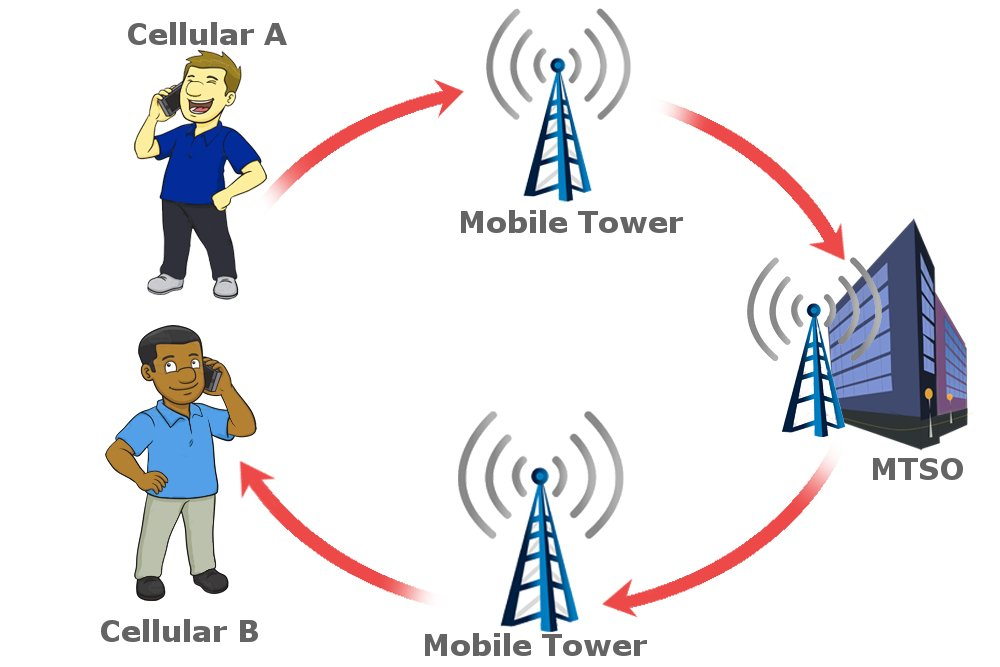 Cellular A
Mobile Tower
MTSO
Cellular B
Mobile Tower